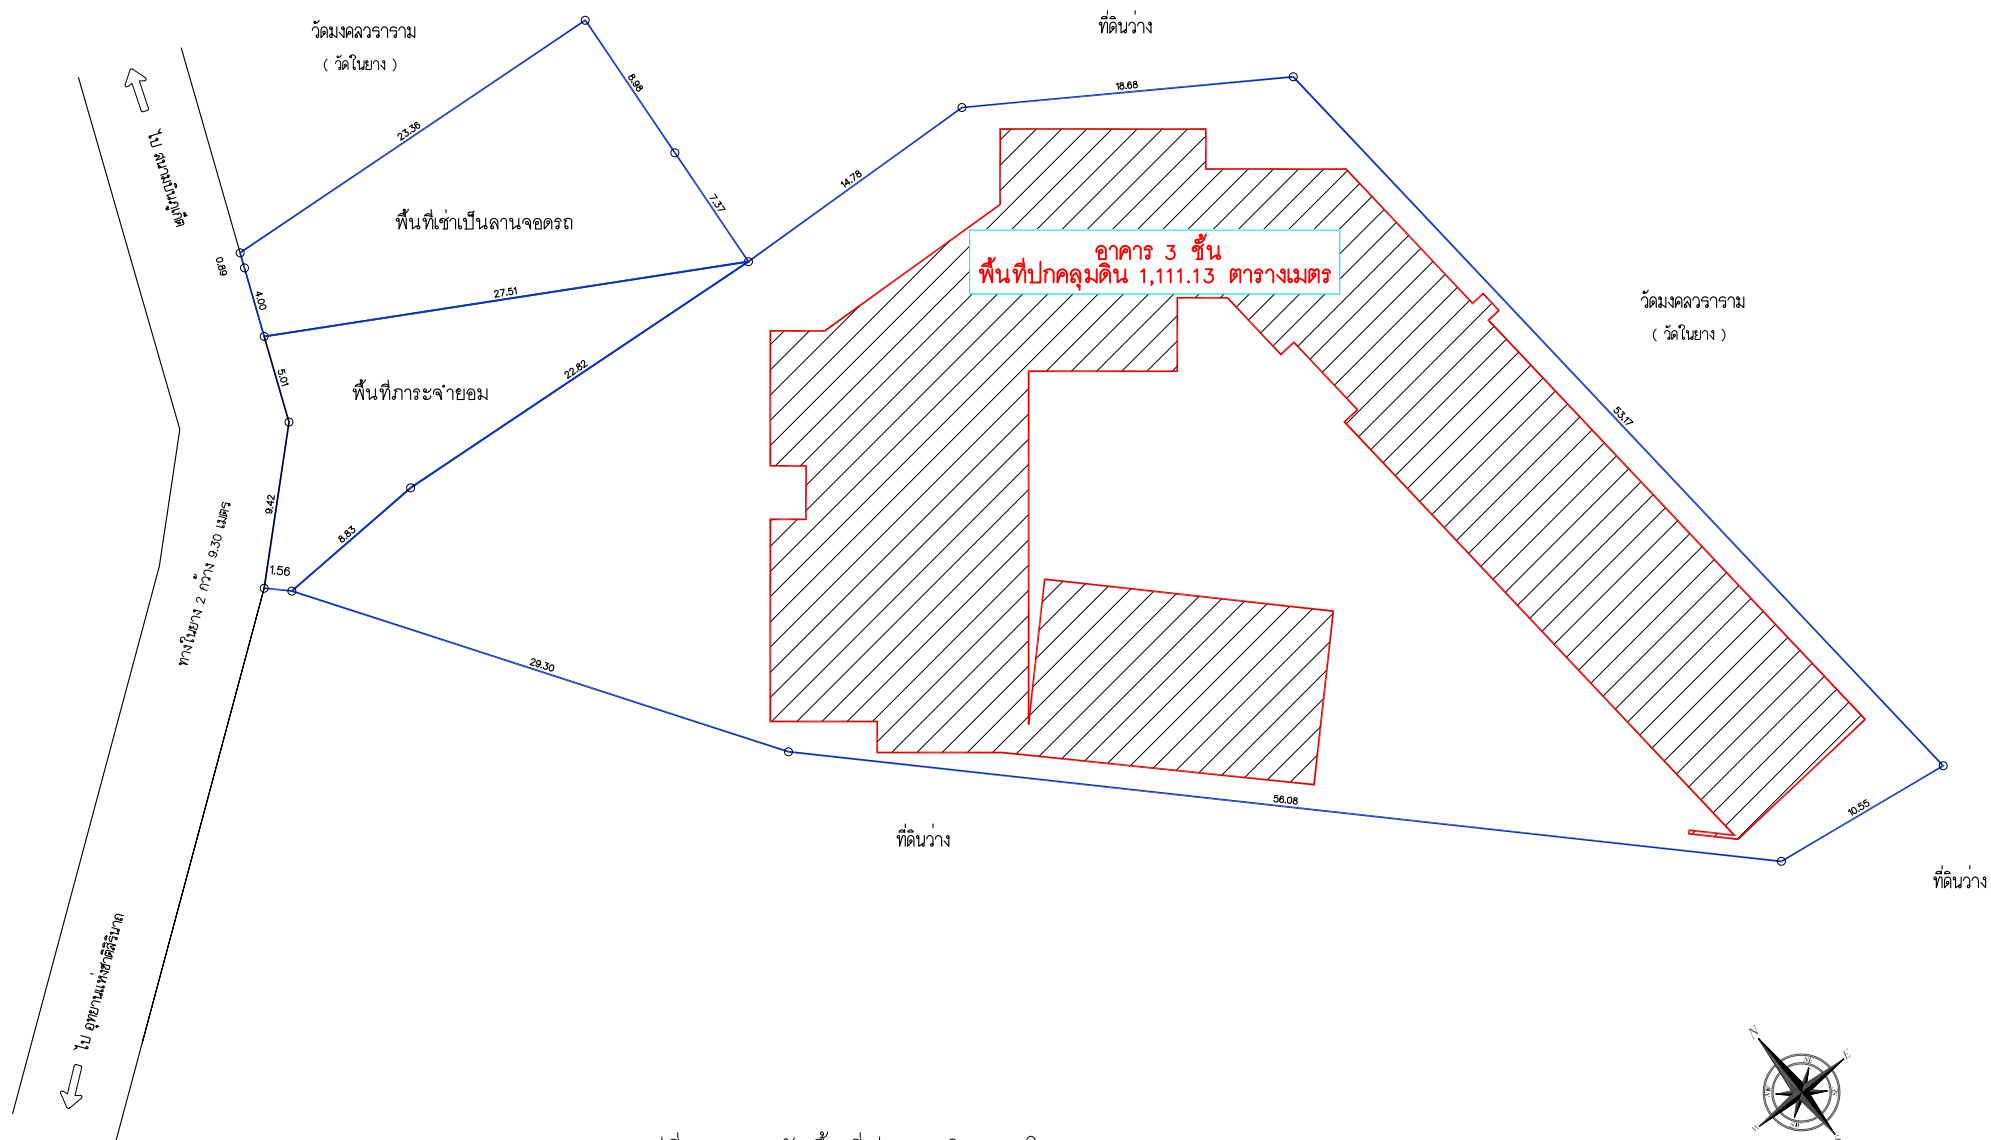 วัดมงคลวราราม
( วัดในยาง )
ที่ดินว่าง
18.68
8.98
23.36
ไป สนามบินภูเก็ต
14.78
7.37
พื้นที่เช่าเป็นลานจอดรถ
อาคาร 3 ชั้น
พื้นที่ปกคลุมดิน 1,111.13 ตารางเมตร
0.89
4.00
27.51
วัดมงคลวราราม
( วัดในยาง )
5.01
22.82
พื้นที่ภาระจำยอม
53.17
9.42
8.83
1.56
ทางในยาง 2 กว้าง 9.30 เมตร
29.30
56.08
10.55
ที่ดินว่าง
ที่ดินว่าง
ไป อุทยานแห่งชาติสิรินาถ
N
E
NE
SE
NW
SW
W
S